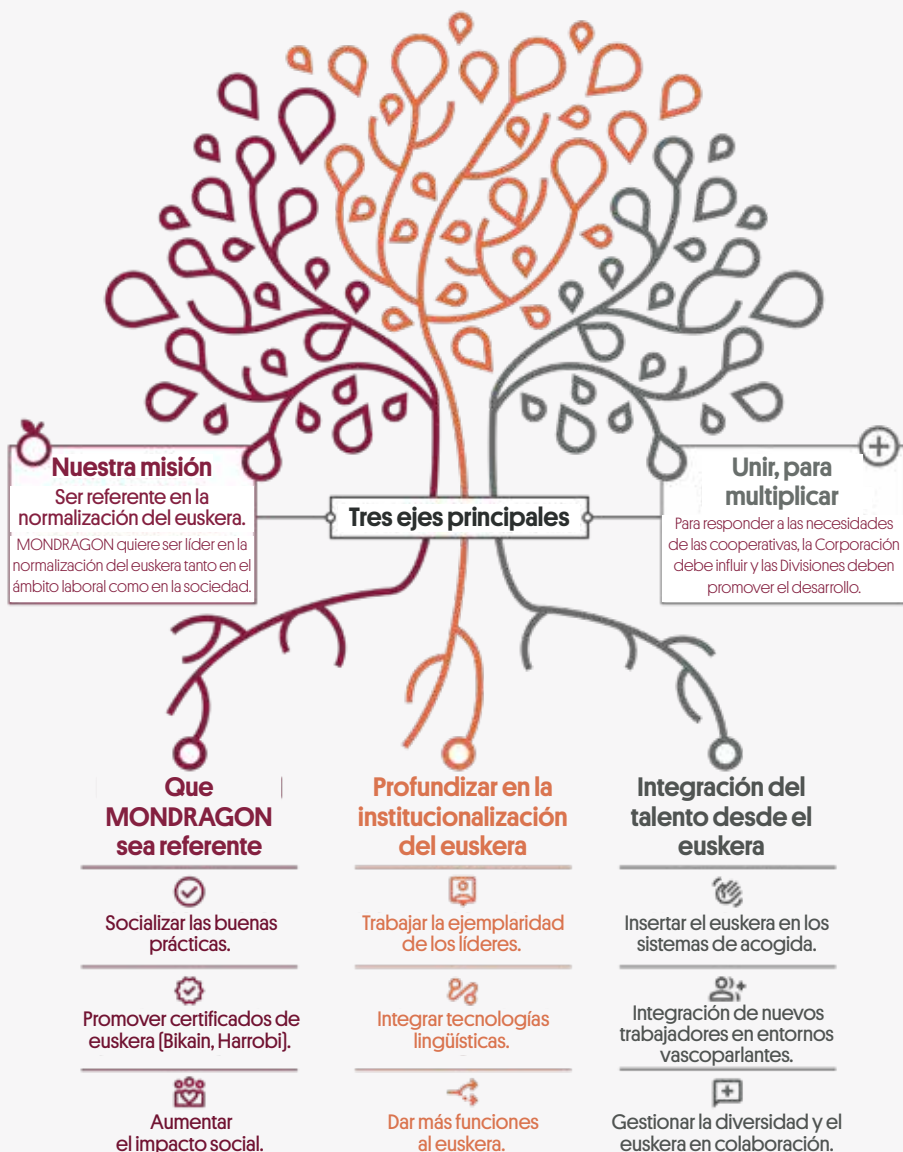 Nuestra misión
Ser referente en la
normalización del euskera.
MONDRAGON quiere ser líder en la
normalización del euskera tanto en el
ámbito laboral como en la sociedad.
Tres ejes principales
Unir, para
multiplicar
Para responder a las necesidades
de las cooperativas, la Corporación
debe influir y las Divisiones deben
promover el desarrollo.
Que
MONDRAGON
sea referente
Socializar las buenas
prácticas.
Promover certificados de
euskera (Bikain, Harrobi).
Aumentar
el impacto social.
Profundizar en la
institucionalización
del euskera
Trabajar la ejemplaridad
de los líderes.
Integrar tecnologías
lingüísticas.
Dar más funciones
al euskera.
Integración del
talento desde el
euskera
Insertar el euskera en los
sistemas de acogida.
Integración de nuevos
trabajadores en entornos
vascoparlantes.
Gestionar la diversidad y el
euskera en colaboración.